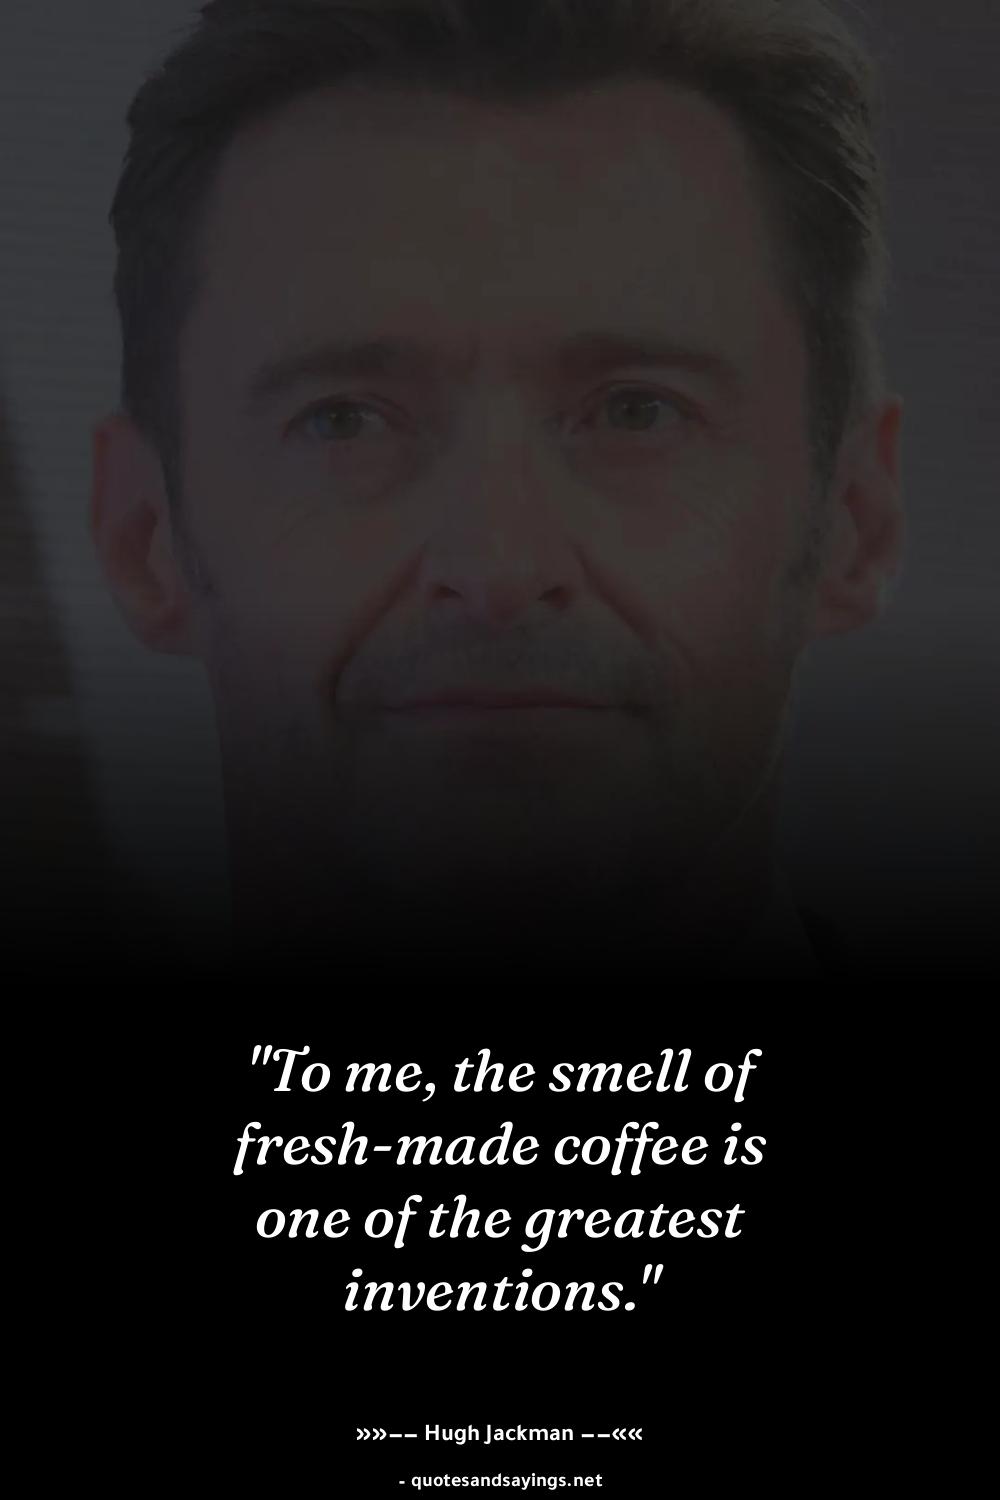 "To me, the smell of
fresh-made coffee is
one of the greatest
inventions."
»»–– Hugh Jackman ––««
- quotesandsayings.net